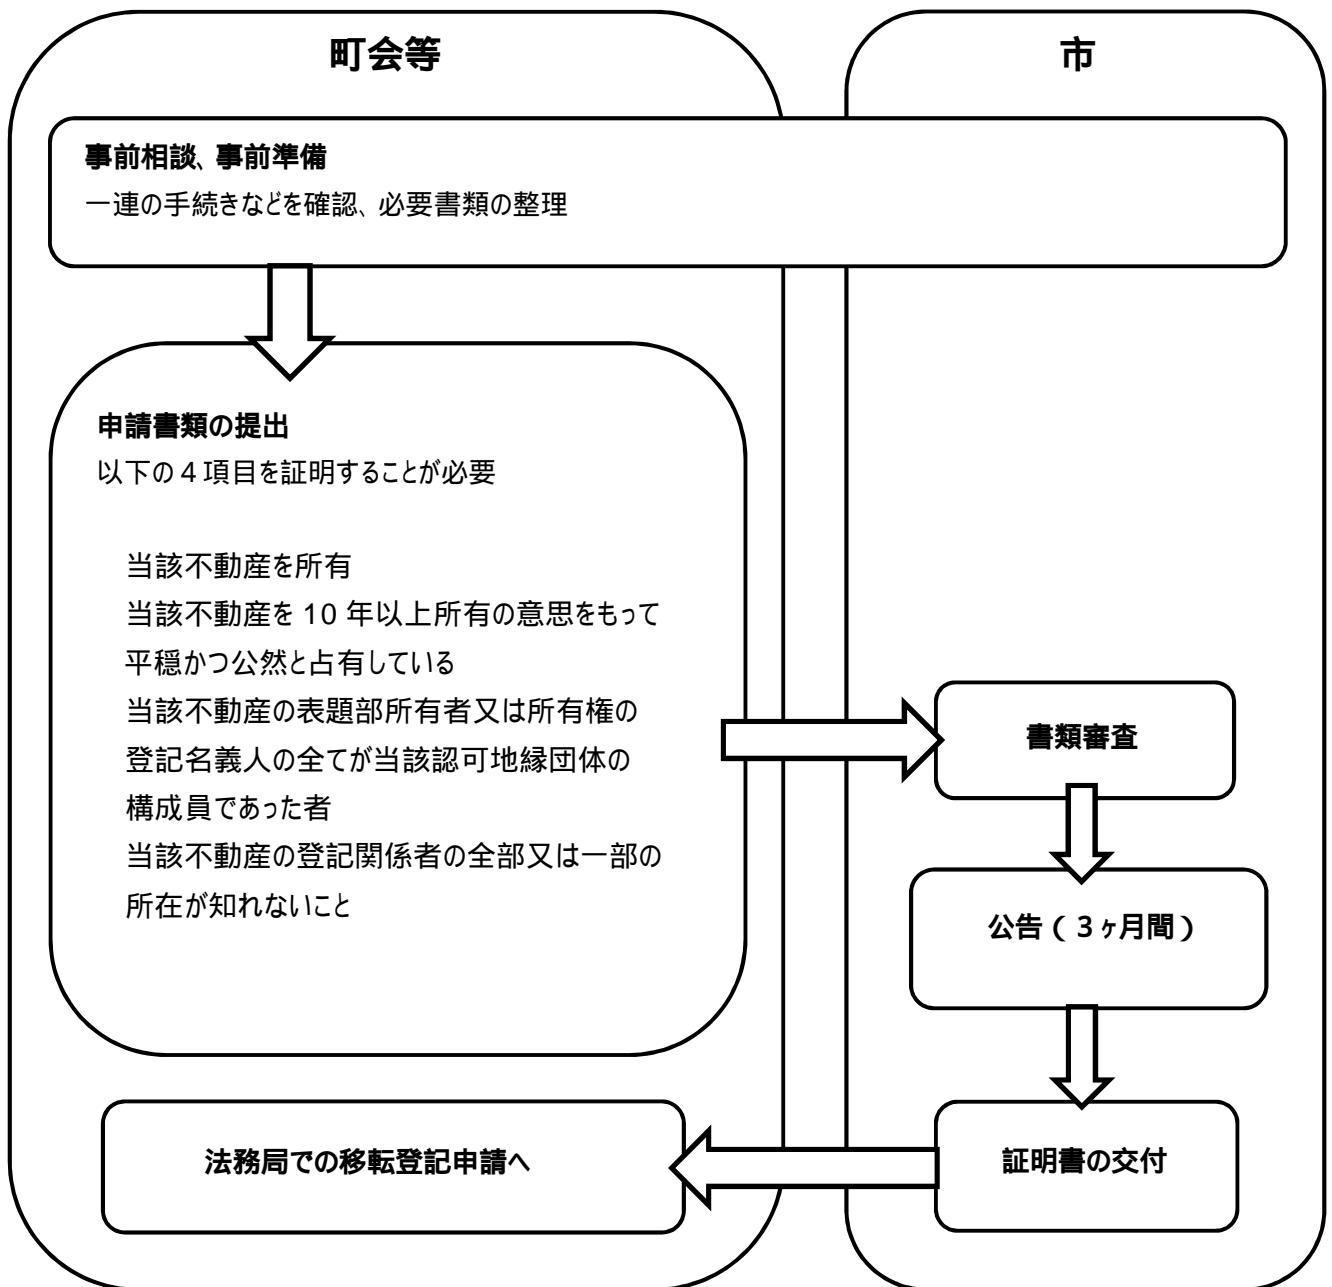 町会等
市
事前相談、事前準備
一連の手続きなどを確認、必要書類の整理
申請書類の提出
以下の4項目を証明することが必要
当該不動産を所有
当該不動産を 10 年以上所有の意思をもって
平穏かつ公然と占有している
当該不動産の表題部所有者又は所有権の
登記名義人の全てが当該認可地縁団体の
構成員であった者
当該不動産の登記関係者の全部又は一部の
所在が知れないこと
書類審査
公告(3ヶ月間)
証明書の交付
法務局での移転登記申請へ